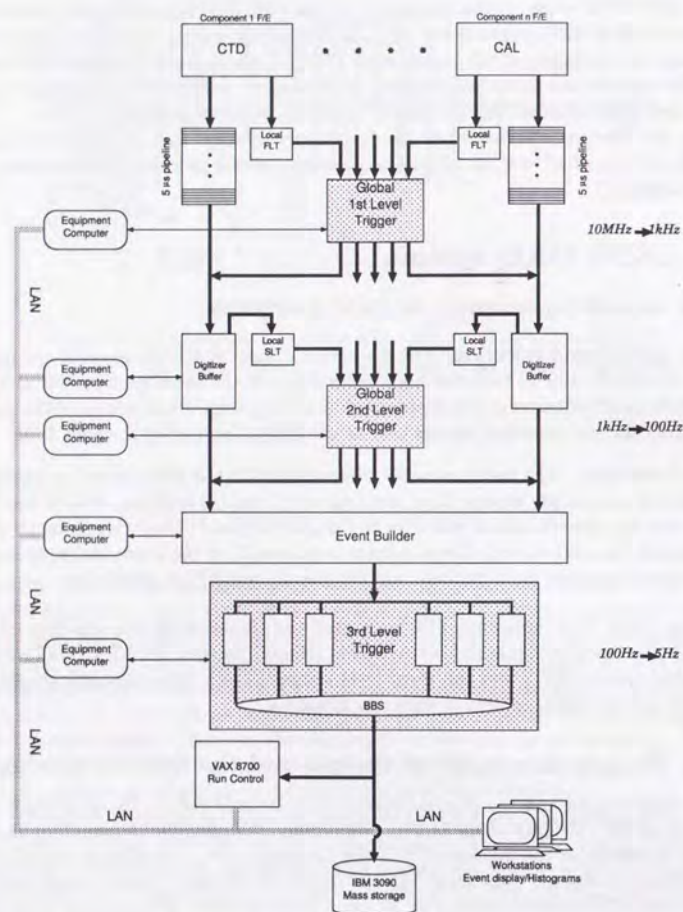 Component 1 F/E
Component n F/E
CTD
CAL
5 µs pipeline
Local
FLT
Local
FLT
5 µs pipeline
Global
1st Level
Trigger
Equipment
Computer
10MHz→1kHz
LAN
Digitizer
Buffer
Local
SLT
Local
SLT
Digitizer
Buffer
Equipment
Computer
Global
2nd Level
Trigger
Equipment
Computer
1kHz→100Hz
Event Builder
Equipment
Computer
LAN
3rd Level
Trigger
Equipment
Computer
100Hz→5Hz
BBS
LAN
VAX 8700
Run Control
LAN
LAN
Workstations
Event display/Histograms
IBM 3090
Mass storage